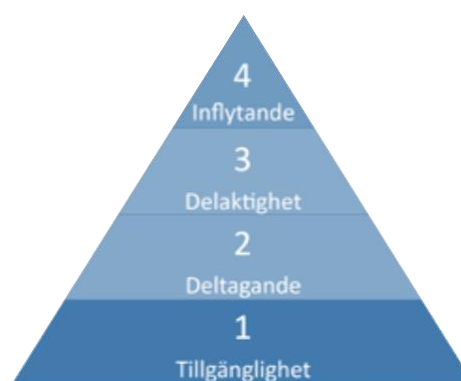 4
Inflytande
3
Delaktighet
2
Deltagande
1
Tillgänglighet